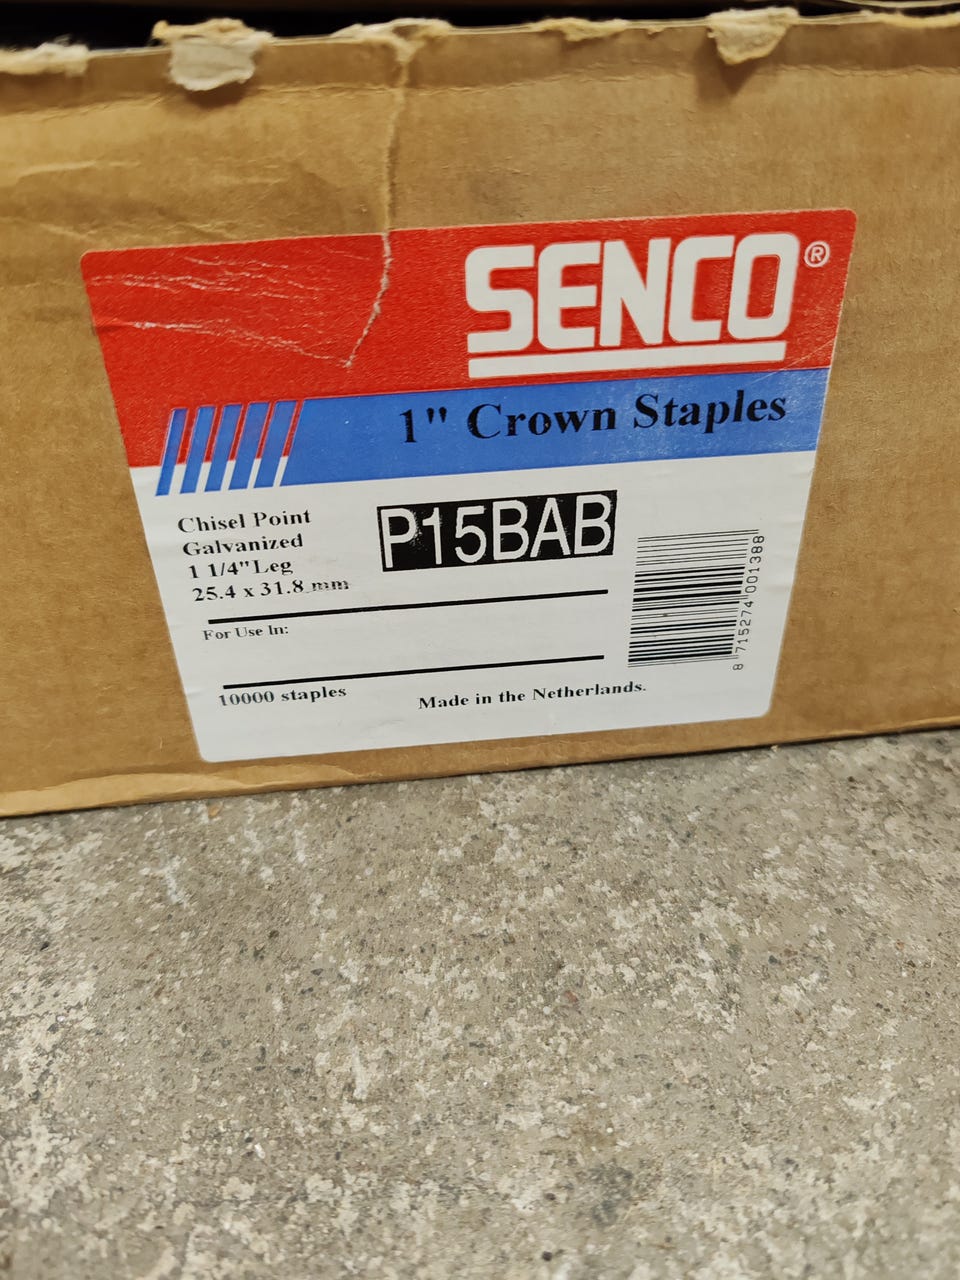 SENCO®
1" Crown Staples
Chisel Point
Galvanized
1 1/4" Leg
25.4 x 31.8 mm
P15BAB
For Use In:
10000 staples
Made in the Netherlands.
8 715274 001388